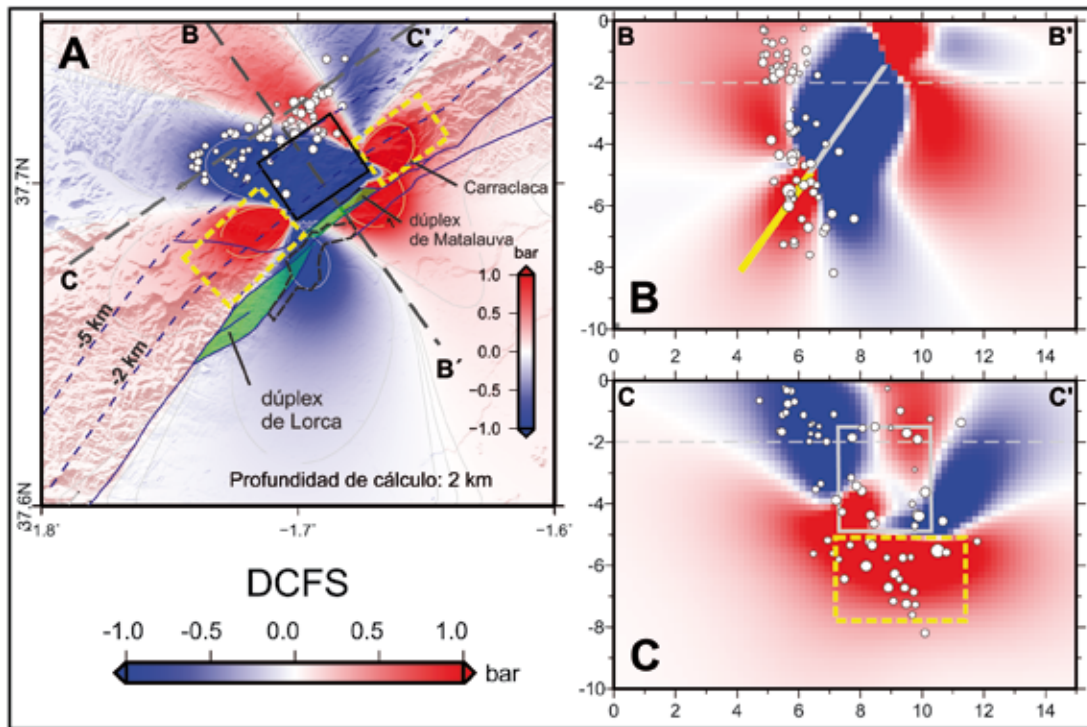 A
B
C'
37.7N
Carraclaca
dúplex
de Matalauva
bar
1.0
0.5
0.0
−0.5
−1.0
C
-5 km
-2 km
B´
dúplex
de Lorca
Profundidad de cálculo: 2 km
37.6N
−1.8˚
−1.7˚
−1.6˚
DCFS
-1.0 -0.5 0.0 0.5 1.0
bar
B B'
-0
-2
-4
-6
-8
-10
B
0 2 4 6 8 10 12 14
C C'
0
-2
-4
-6
-8
-10
C
0 2 4 6 8 10 12 14